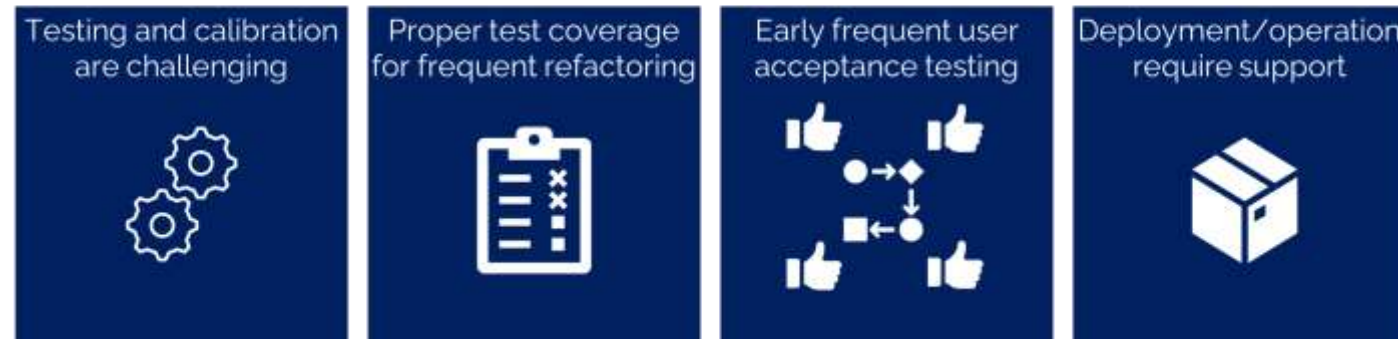 Testing and calibration
are challenging
Proper test coverage
for frequent refactoring
Early frequent user
acceptance testing
Deployment/operation
require support